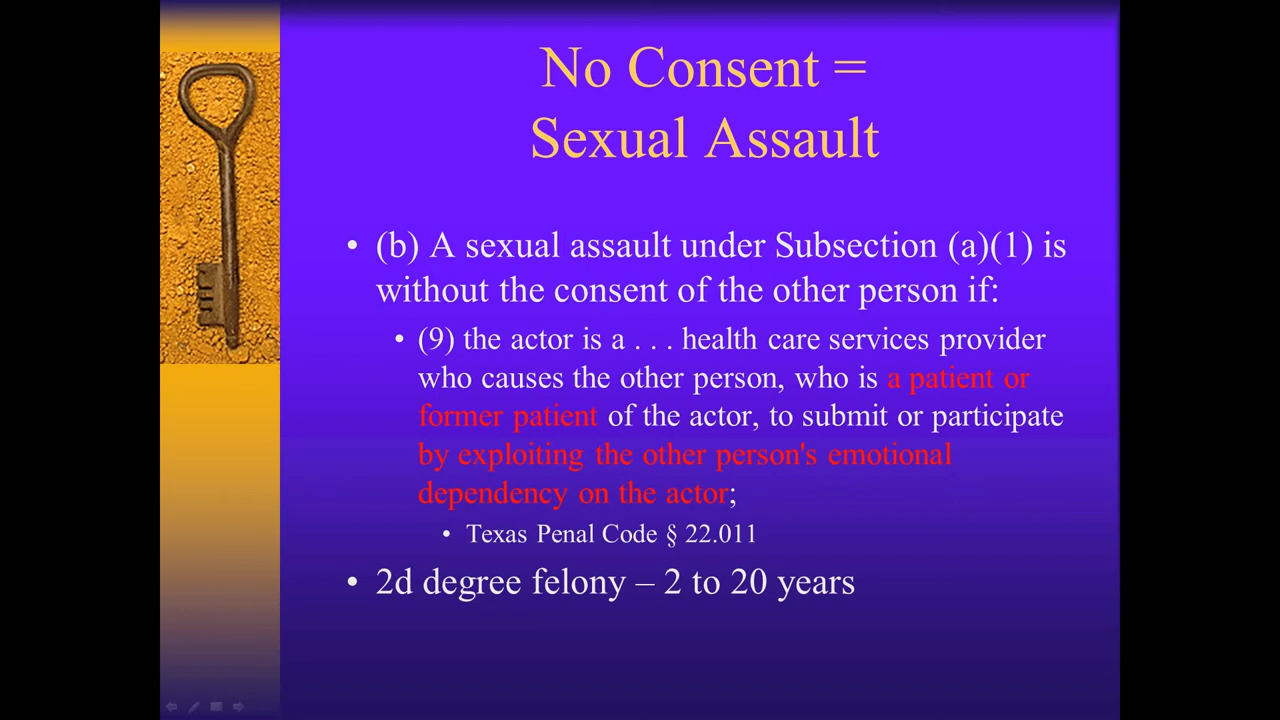 No Consent =
Sexual Assault
• (b) A sexual assault under Subsection (a)(1) is
without the consent of the other person if:
• (9) the actor is a . . . health care services provider
who causes the other person, who is a patient or
former patient of the actor, to submit or participate
by exploiting the other person's emotional
dependency on the actor;
• Texas Penal Code § 22.011
• 2d degree felony – 2 to 20 years